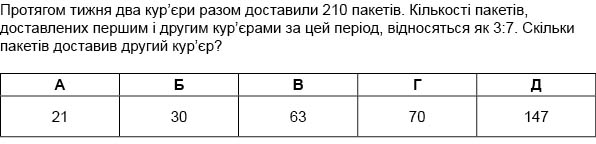 Протягом тижня два кур’єри разом доставили 210 пакетів. Кількості пакетів,
доставлених першим і другим кур’єрами за цей період, відносяться як 3:7. Скільки
пакетів доставив другий кур’єр?
А Б В Г Д
21 30 63 70 147